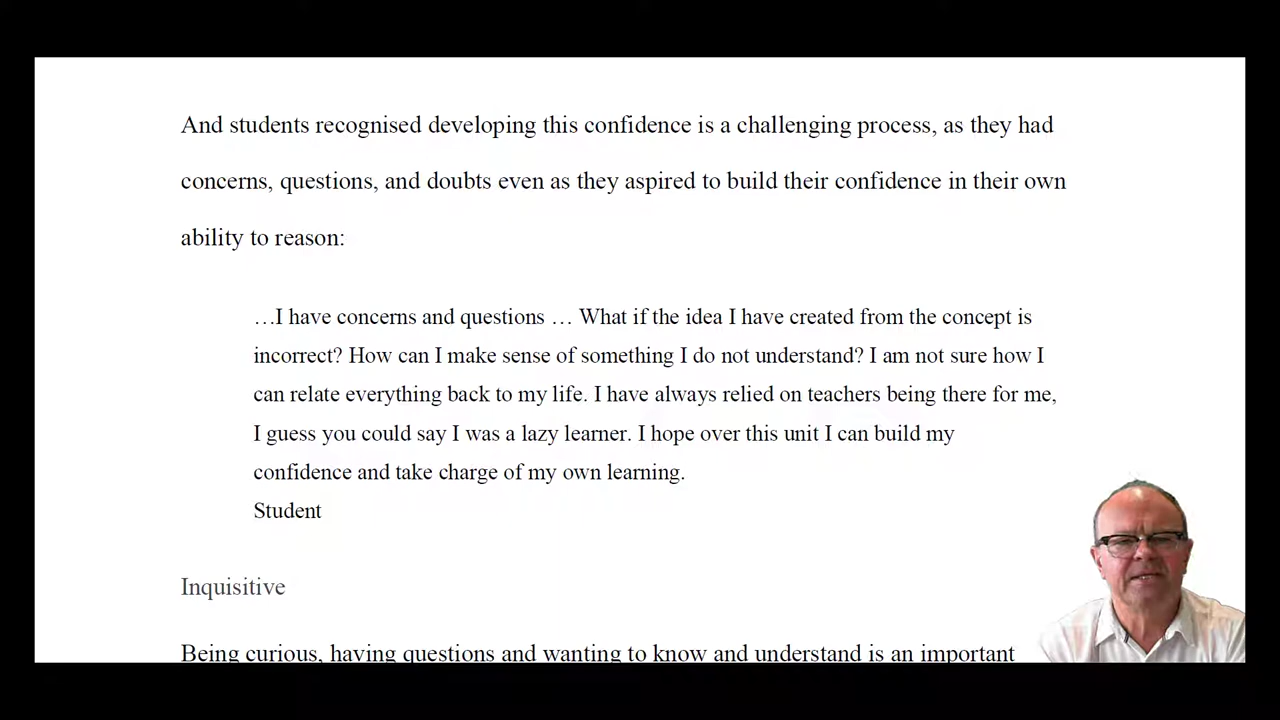 And students recognised developing this confidence is a challenging process, as they had
concerns, questions, and doubts even as they aspired to build their confidence in their own
ability to reason:
…I have concerns and questions … What if the idea I have created from the concept is
incorrect? How can I make sense of something I do not understand? I am not sure how I
can relate everything back to my life. I have always relied on teachers being there for me,
I guess you could say I was a lazy learner. I hope over this unit I can build my
confidence and take charge of my own learning.
Student
Inquisitive
Being curious, having questions and wanting to know and understand is an important